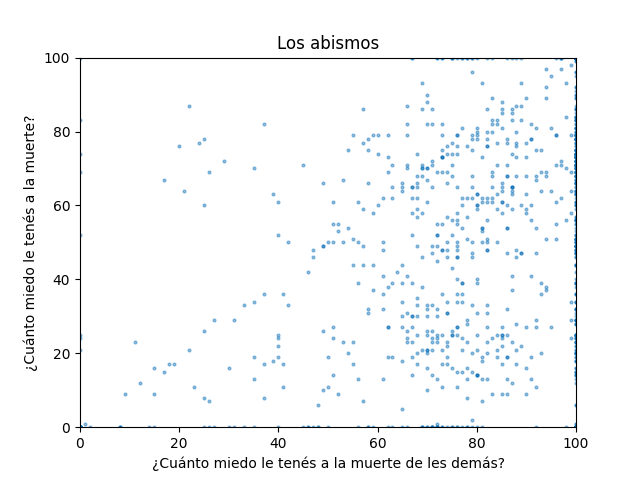 Los abismos
¿Cuánto miedo le tenés a la muerte?
100
80
60
40
20
0
0 20 40 60 80 100
¿Cuánto miedo le tenés a la muerte de les demás?